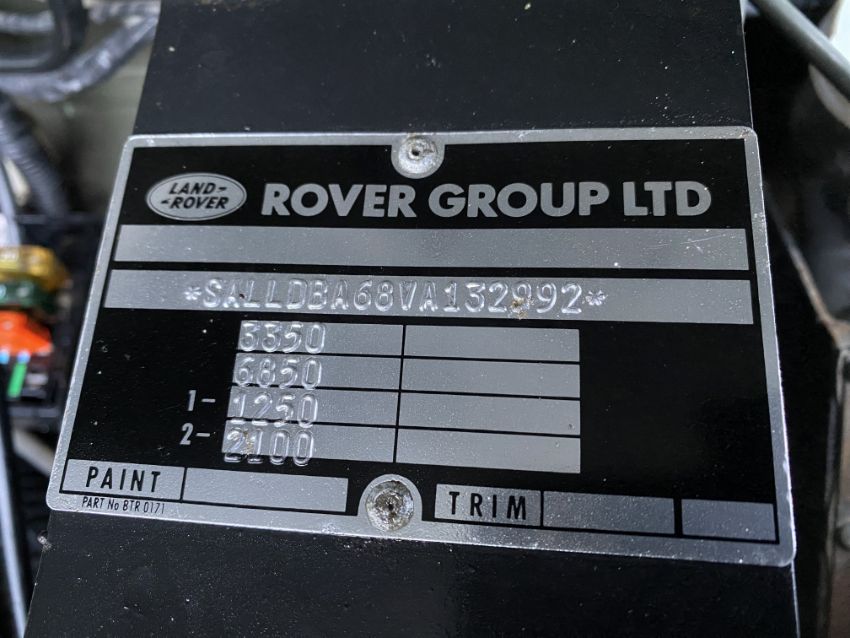 LAND-
-ROVER
ROVER GROUP LTD
*SALLDBA68VA132992*
3350
6850
1- 1250
2- 2100
PAINT
PART No BTR 0171
TRIM